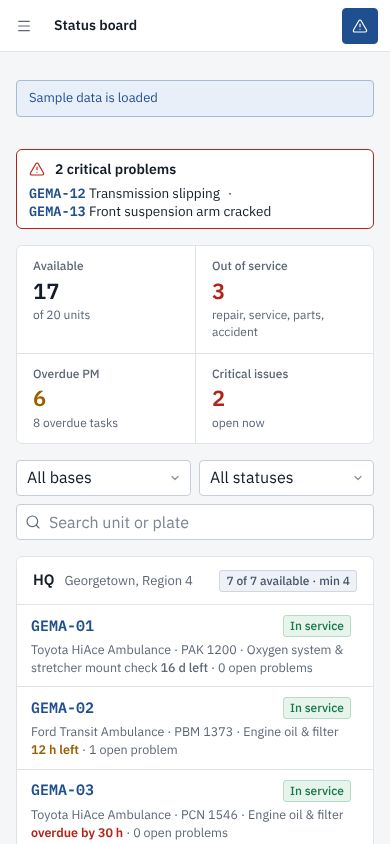 Status board
Sample data is loaded
2 critical problems
GEMA-12 Transmission slipping ·
GEMA-13 Front suspension arm cracked
Available
17
of 20 units
Out of service
3
repair, service, parts,
accident
Overdue PM
6
8 overdue tasks
Critical issues
2
open now
All bases
All statuses
Search unit or plate
HQ Georgetown, Region 4 7 of 7 available · min 4
GEMA-01 In service
Toyota HiAce Ambulance · PAK 1200 · Oxygen system &
stretcher mount check 16 d left · 0 open problems
GEMA-02 In service
Ford Transit Ambulance · PBM 1373 · Engine oil & filter
12 h left · 1 open problem
GEMA-03 In service
Toyota HiAce Ambulance · PCN 1546 · Engine oil & filter
overdue by 30 h · 0 open problems